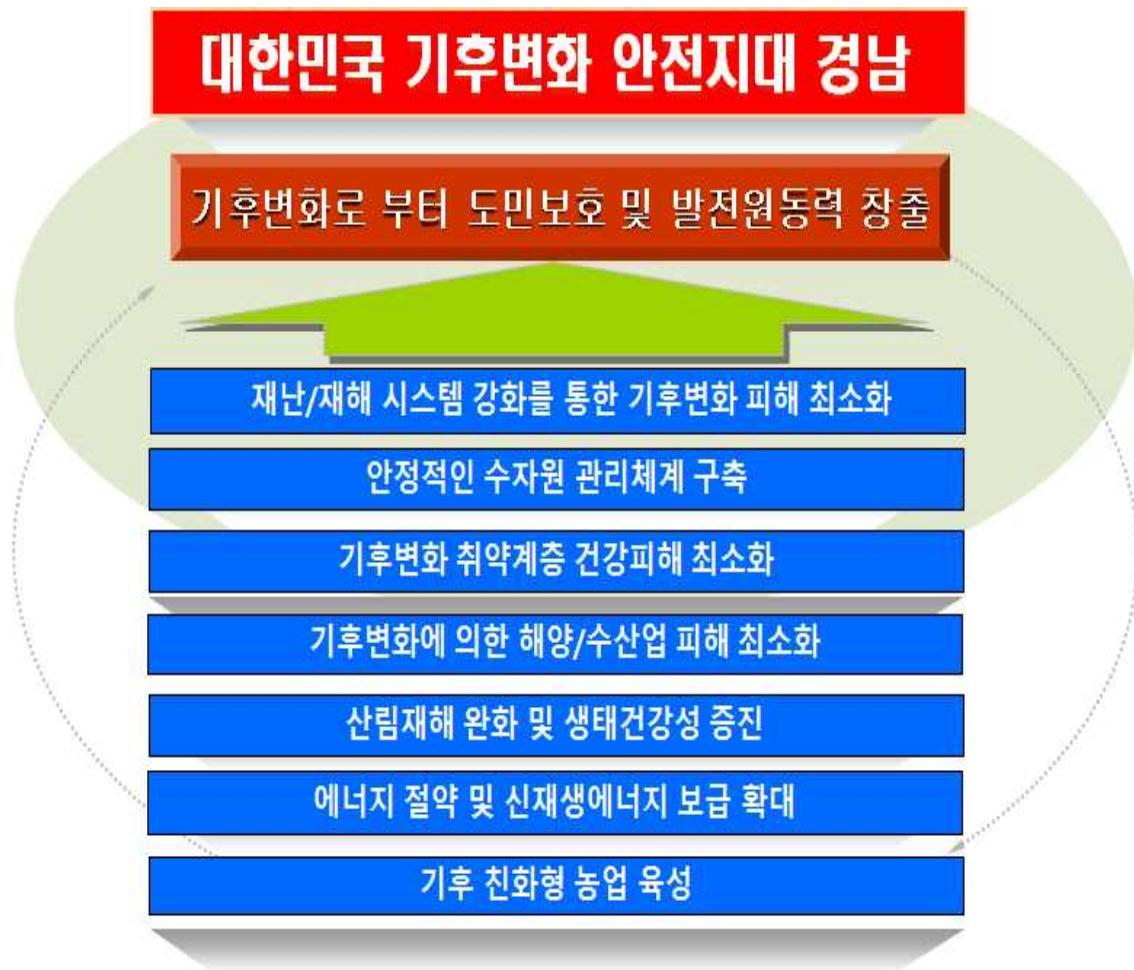 대한민국 기후변화 안전지대 경남
기후변화로 부터 도민보호 및 발전원동력 창출
재난/재해 시스템 강화를 통한 기후변화 피해 최소화
안정적인 수자원 관리체계 구축
기후변화 취약계층 건강피해 최소화
기후변화에 의한 해양/수산업 피해 최소화
산림재해 완화 및 생태건강성 증진
에너지 절약 및 신재생에너지 보급 확대
기후 친화형 농업 육성